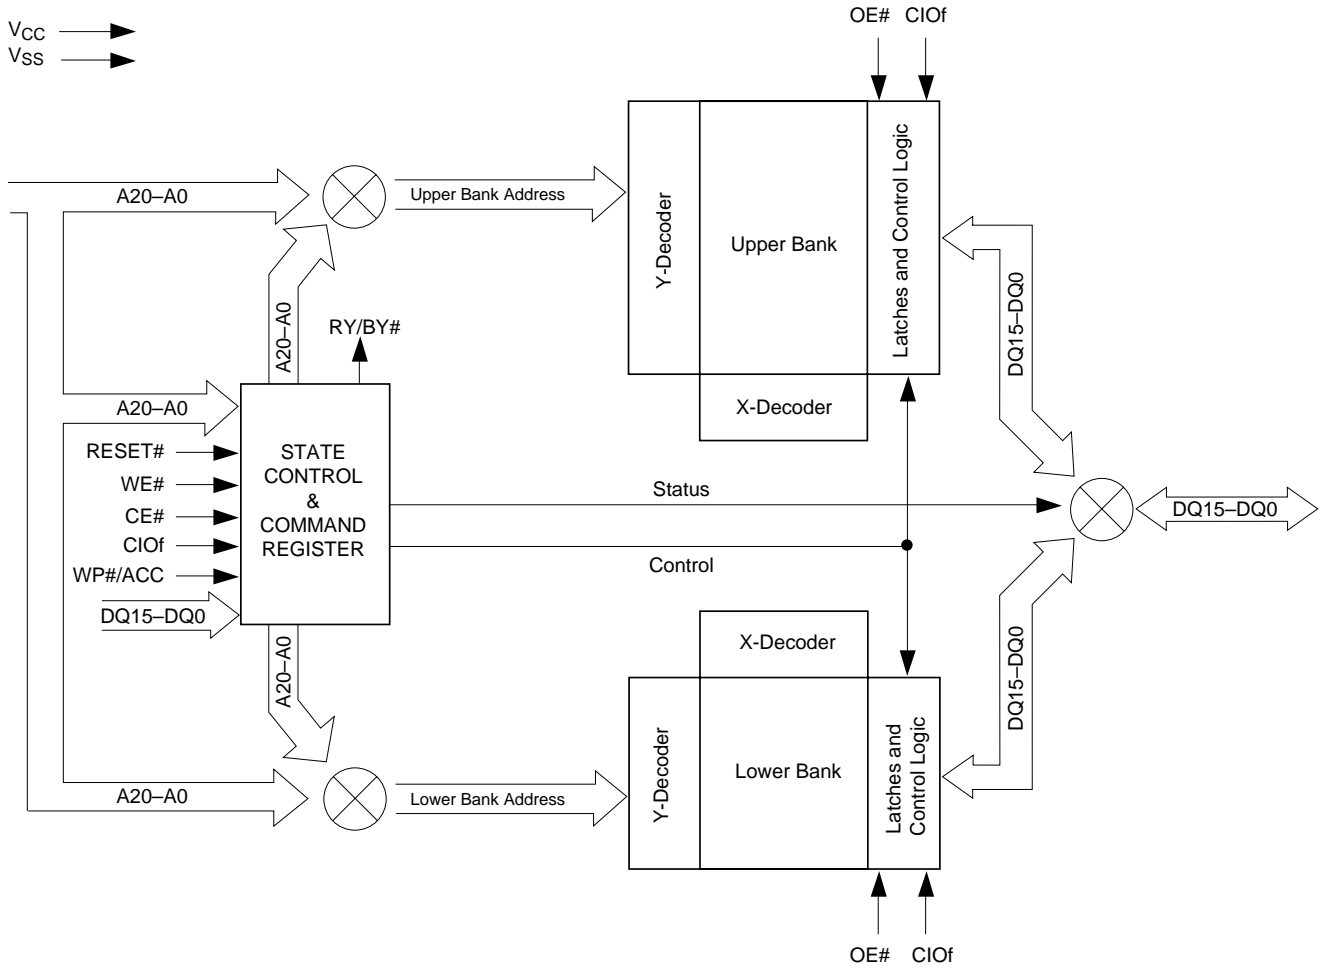 VCC
VSS
OE# CIOf
A20–A0
Upper Bank Address
Y-Decoder
Upper Bank
Latches and Control Logic
DQ15–DQ0
A20–A0
RY/BY#
X-Decoder
A20–A0
RESET#
WE#
CE#
CIOf
WP#/ACC
DQ15–DQ0
STATE
CONTROL
&
COMMAND
REGISTER
Status
Control
DQ15–DQ0
A20–A0
X-Decoder
DQ15–DQ0
A20–A0
Lower Bank Address
Y-Decoder
Lower Bank
Latches and
Control Logic
OE# CIOf